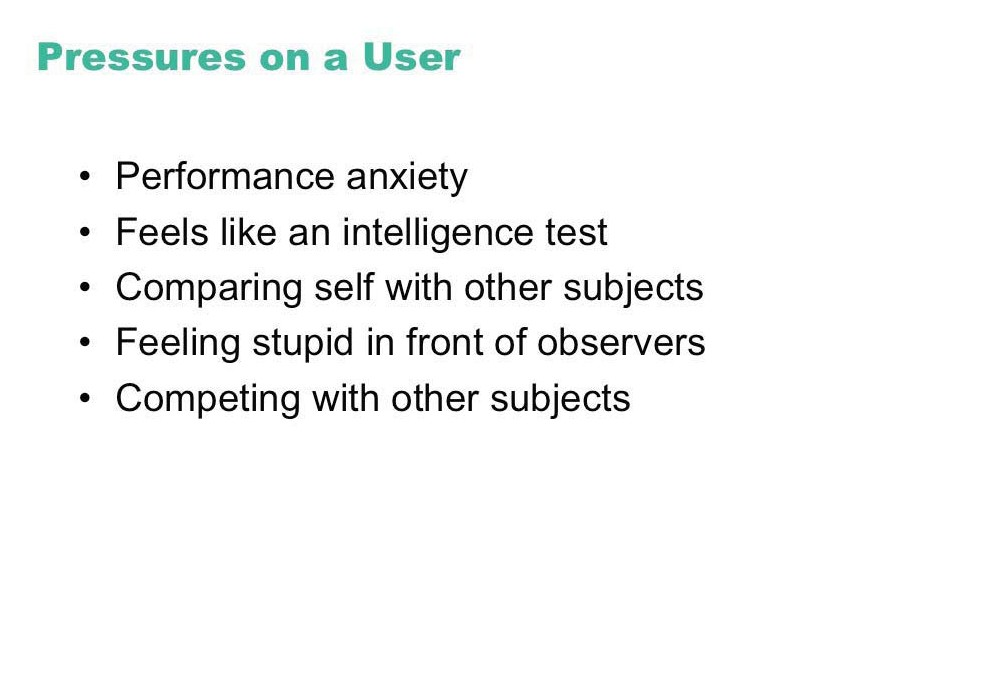 Pressures on a User
• Performance anxiety
• Feels like an intelligence test
• Comparing self with other subjects
• Feeling stupid in front of observers
• Competing with other subjects